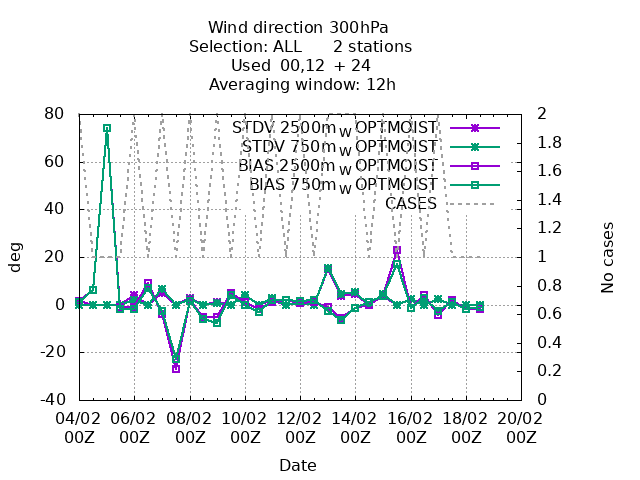 Wind direction 300hPa
Selection: ALL 2 stations
Used 00,12 + 24
Averaging window: 12h
STDV 2500m_W OPTMOIST
STDV 750m_W OPTMOIST
BIAS 2500m_W OPTMOIST
BIAS 750m_W OPTMOIST
CASES
80
60
40
20
0
-20
-40
deg
2
1.8
1.6
1.4
1.2
1
0.8
0.6
0.4
0.2
0
No cases
04/02 06/02 08/02 10/02 12/02 14/02 16/02 18/02 20/02
00Z 00Z 00Z 00Z 00Z 00Z 00Z 00Z 00Z
Date